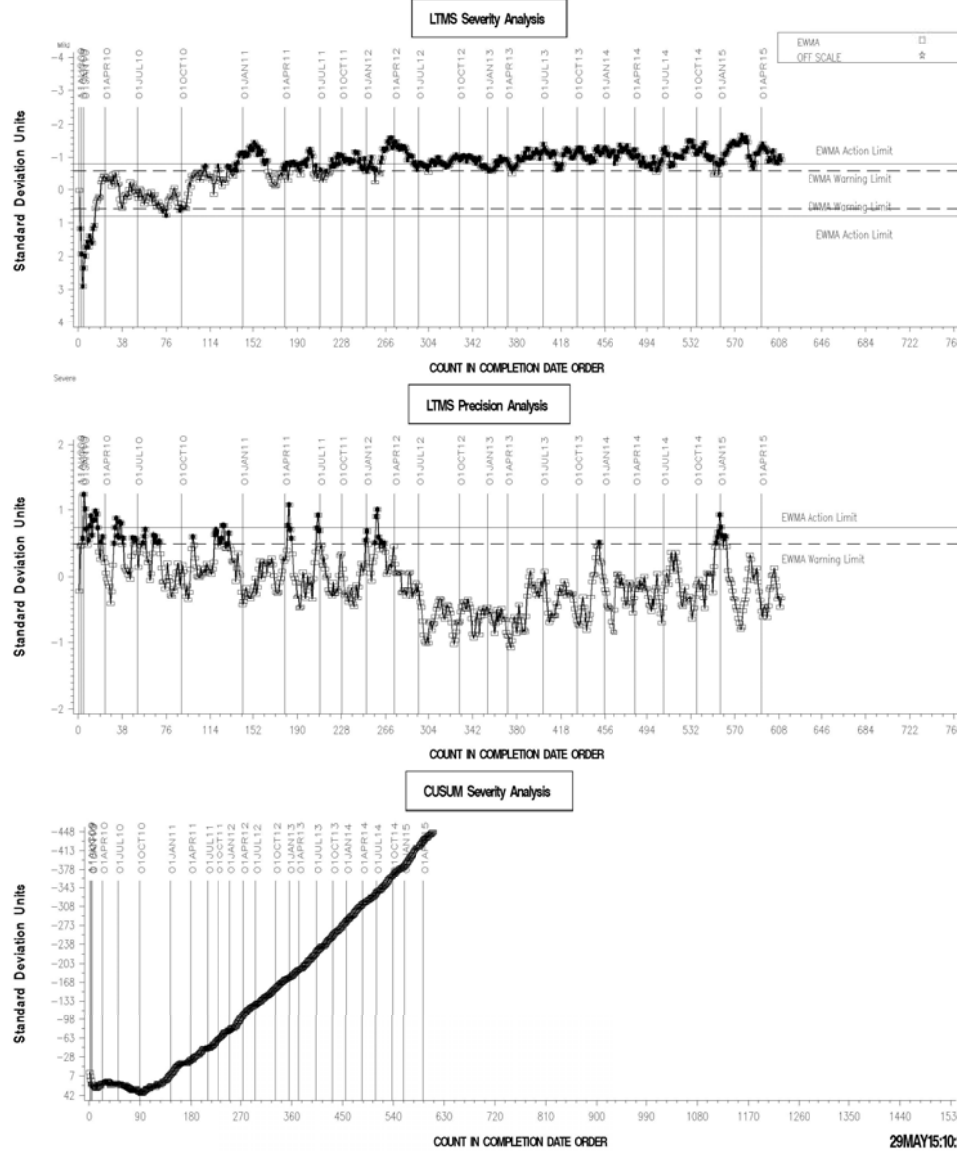 LTMS Severity Analysis
Mild
EWMA
OFF SCALE
-4
-3
-2
-1
0
1
2
3
4
01APR10
01JUL10
01OCT10
01JAN11
01APR11
01JUL11
01OCT11
01JAN12
01APR12
01JUL12
01OCT12
01JAN13
01APR13
01JUL13
01OCT13
01JAN14
01APR14
01JUL14
01OCT14
01JAN15
01APR15
EWMA Action Limit
EWMA Warning Limit
EWMA Warning Limit
EWMA Action Limit
Standard Deviation Units
0 38 76 114 152 190 228 266 304 342 380 418 456 494 532 570 608 646 684 722
COUNT IN COMPLETION DATE ORDER
Severe
LTMS Precision Analysis
2
1
0
-1
-2
01APR10
01JUL10
01OCT10
01JAN11
01APR11
01JUL11
01OCT11
01JAN12
01APR12
01JUL12
01OCT12
01JAN13
01APR13
01JUL13
01OCT13
01JAN14
01APR14
01JUL14
01OCT14
01JAN15
01APR15
EWMA Action Limit
EWMA Warning Limit
Standard Deviation Units
0 38 76 114 152 190 228 266 304 342 380 418 456 494 532 570 608 646 684 722
COUNT IN COMPLETION DATE ORDER
CUSUM Severity Analysis
-448
-413
-378
-343
-308
-273
-238
-203
-168
-133
-98
-63
-28
7
42
01APR10
01JUL10
01OCT10
01JAN11
01APR11
01JUL11
01OCT11
01JAN12
01APR12
01JUL12
01OCT12
01JAN13
01APR13
01JUL13
01OCT13
01JAN14
01APR14
01JUL14
01OCT14
01JAN15
01APR15
Standard Deviation Units
0 90 180 270 360 450 540 630 720 810 900 990 1080 1170 1260 1350 1440
COUNT IN COMPLETION DATE ORDER
29MAY15:10: